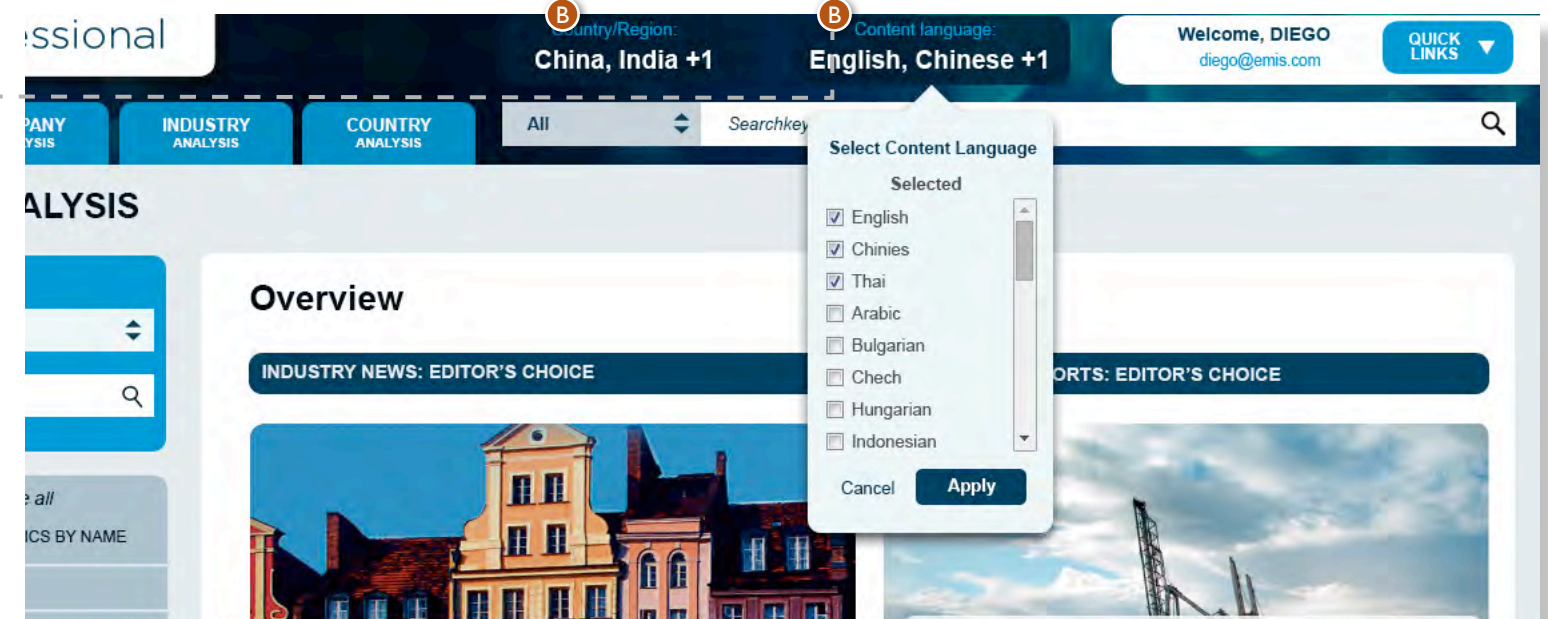 B
B
ssional
Country/Region:
Content language:
Welcome, DIEGO
China, India +1
English, Chinese +1
diego@emis.com
QUICK
LINKS
PANY
YSIS
INDUSTRY
ANALYSIS
COUNTRY
ANALYSIS
All
Searchkey
Select Content Language
Selected
English
Chinies
Thai
Arabic
Bulgarian
Chech
Hungarian
Indonesian
Cancel
Apply
ALYSIS
Overview
INDUSTRY NEWS: EDITOR'S CHOICE
ORTS: EDITOR'S CHOICE
all
ICS BY NAME